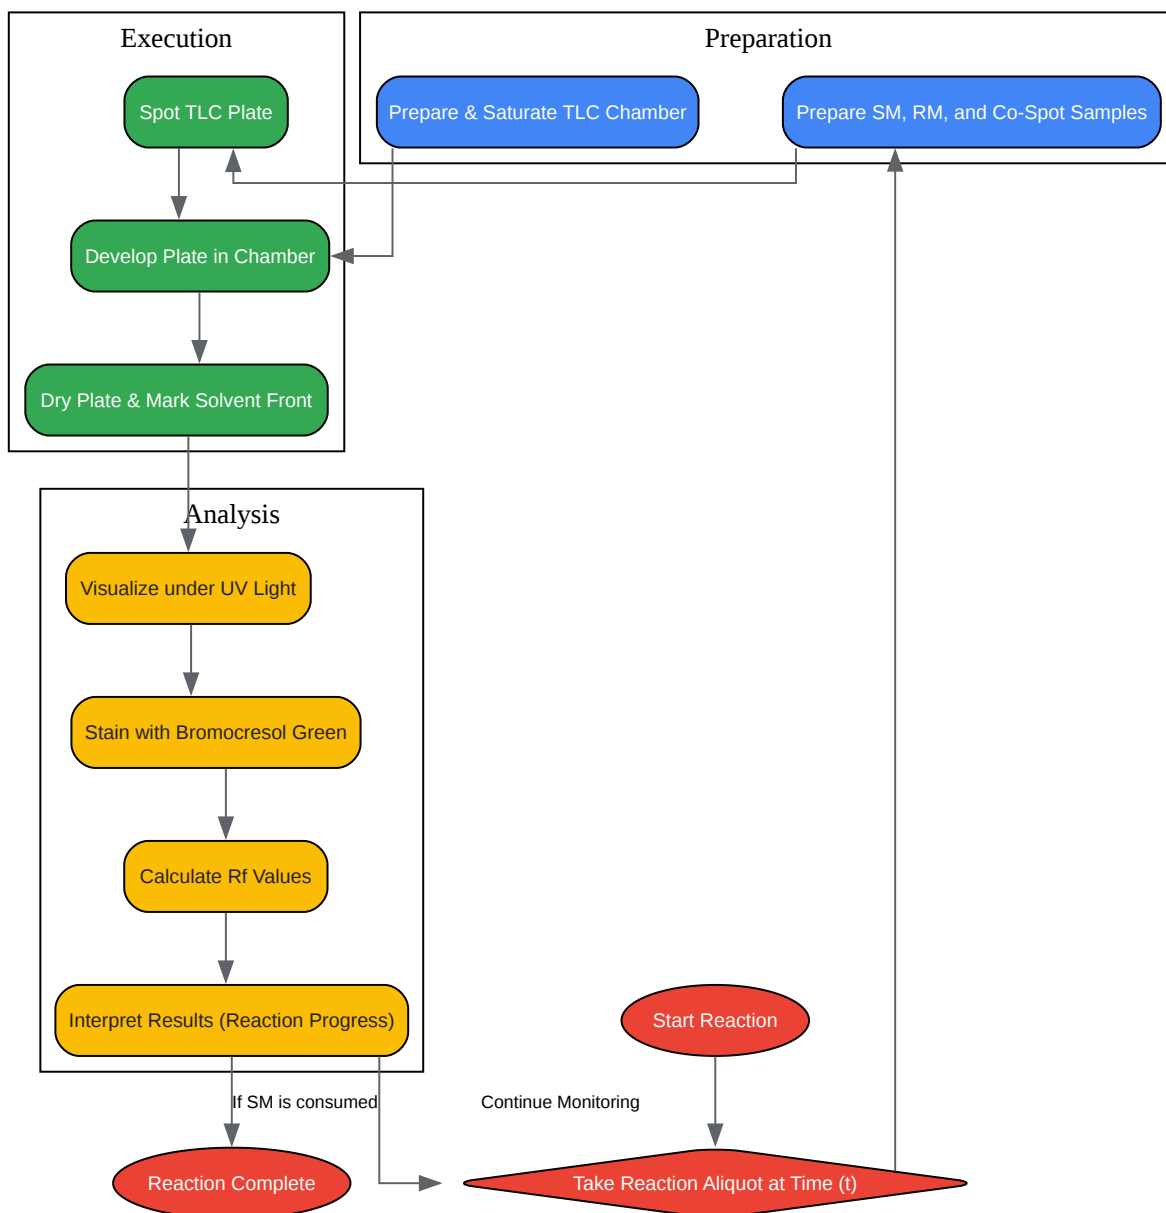 Execution
Preparation
Spot TLC Plate
Prepare & Saturate TLC Chamber
Prepare SM, RM, and Co-Spot Samples
Develop Plate in Chamber
Dry Plate & Mark Solvent Front
Analysis
Visualize under UV Light
Stain with Bromocresol Green
Calculate Rf Values
Interpret Results (Reaction Progress)
Start Reaction
If SM is consumed
Continue Monitoring
Reaction Complete
Take Reaction Aliquot at Time (t)